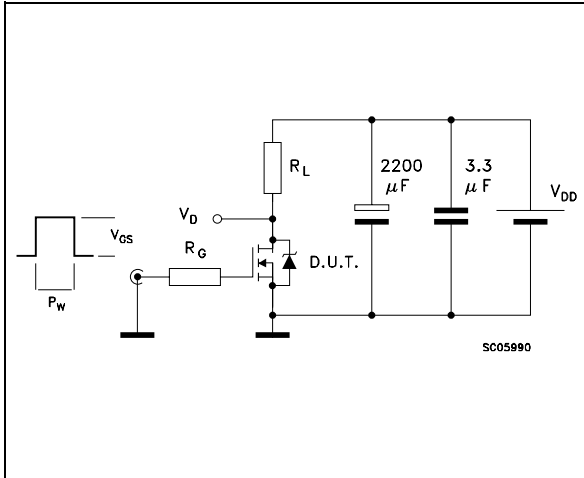 R_L
2200
μF
3.3
μF
V_DD
V_D
V_GS
R_G
D.U.T.
P_W
SC05990